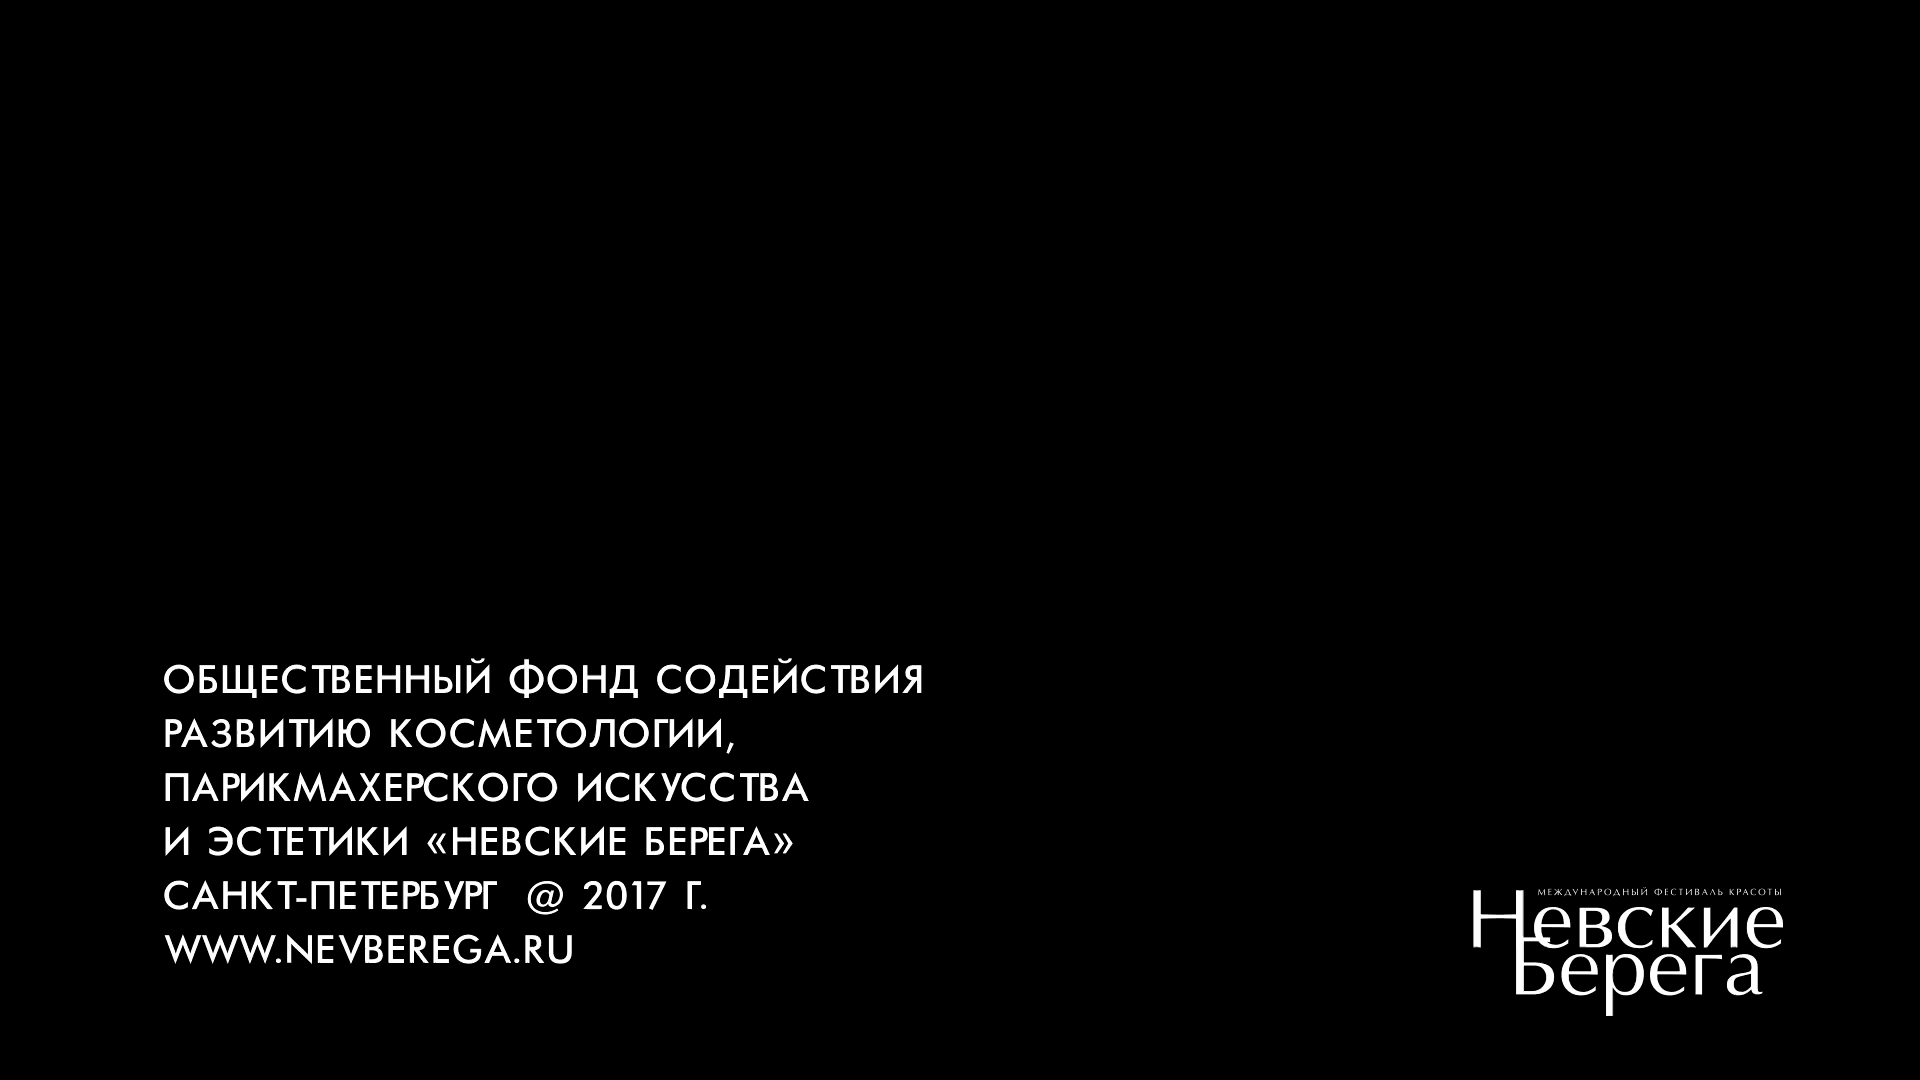 ОБЩЕСТВЕННЫЙ ФОНД СОДЕЙСТВИЯ
РАЗВИТИЮ КОСМЕТОЛОГИИ,
ПАРИКМАХЕРСКОГО ИСКУССТВА
И ЭСТЕТИКИ «НЕВСКИЕ БЕРЕГА»
САНКТ-ПЕТЕРБУРГ @ 2017 Г.
WWW.NEVBEREGA.RU
МЕЖДУНАРОДНЫЙ ФЕСТИВАЛЬ КРАСОТЫ
Невские
Берега